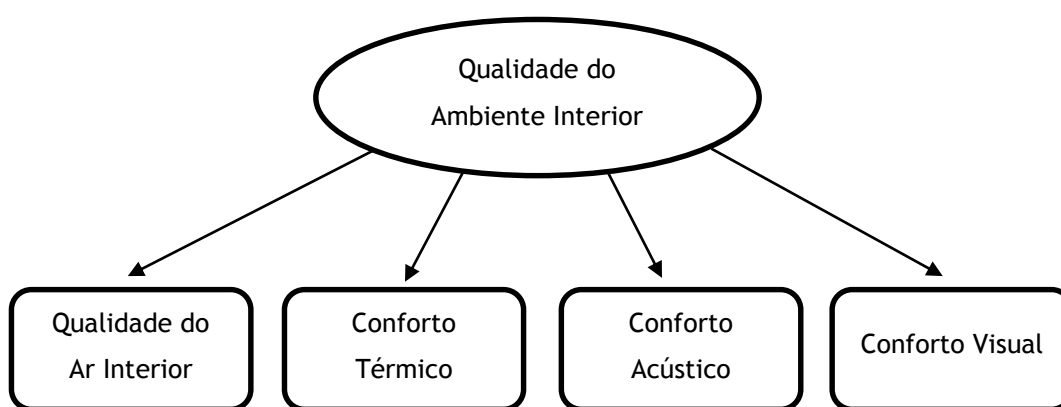 Qualidade do
Ambiente Interior
Qualidade do
Ar Interior
Conforto
Térmico
Conforto
Acústico
Conforto Visual